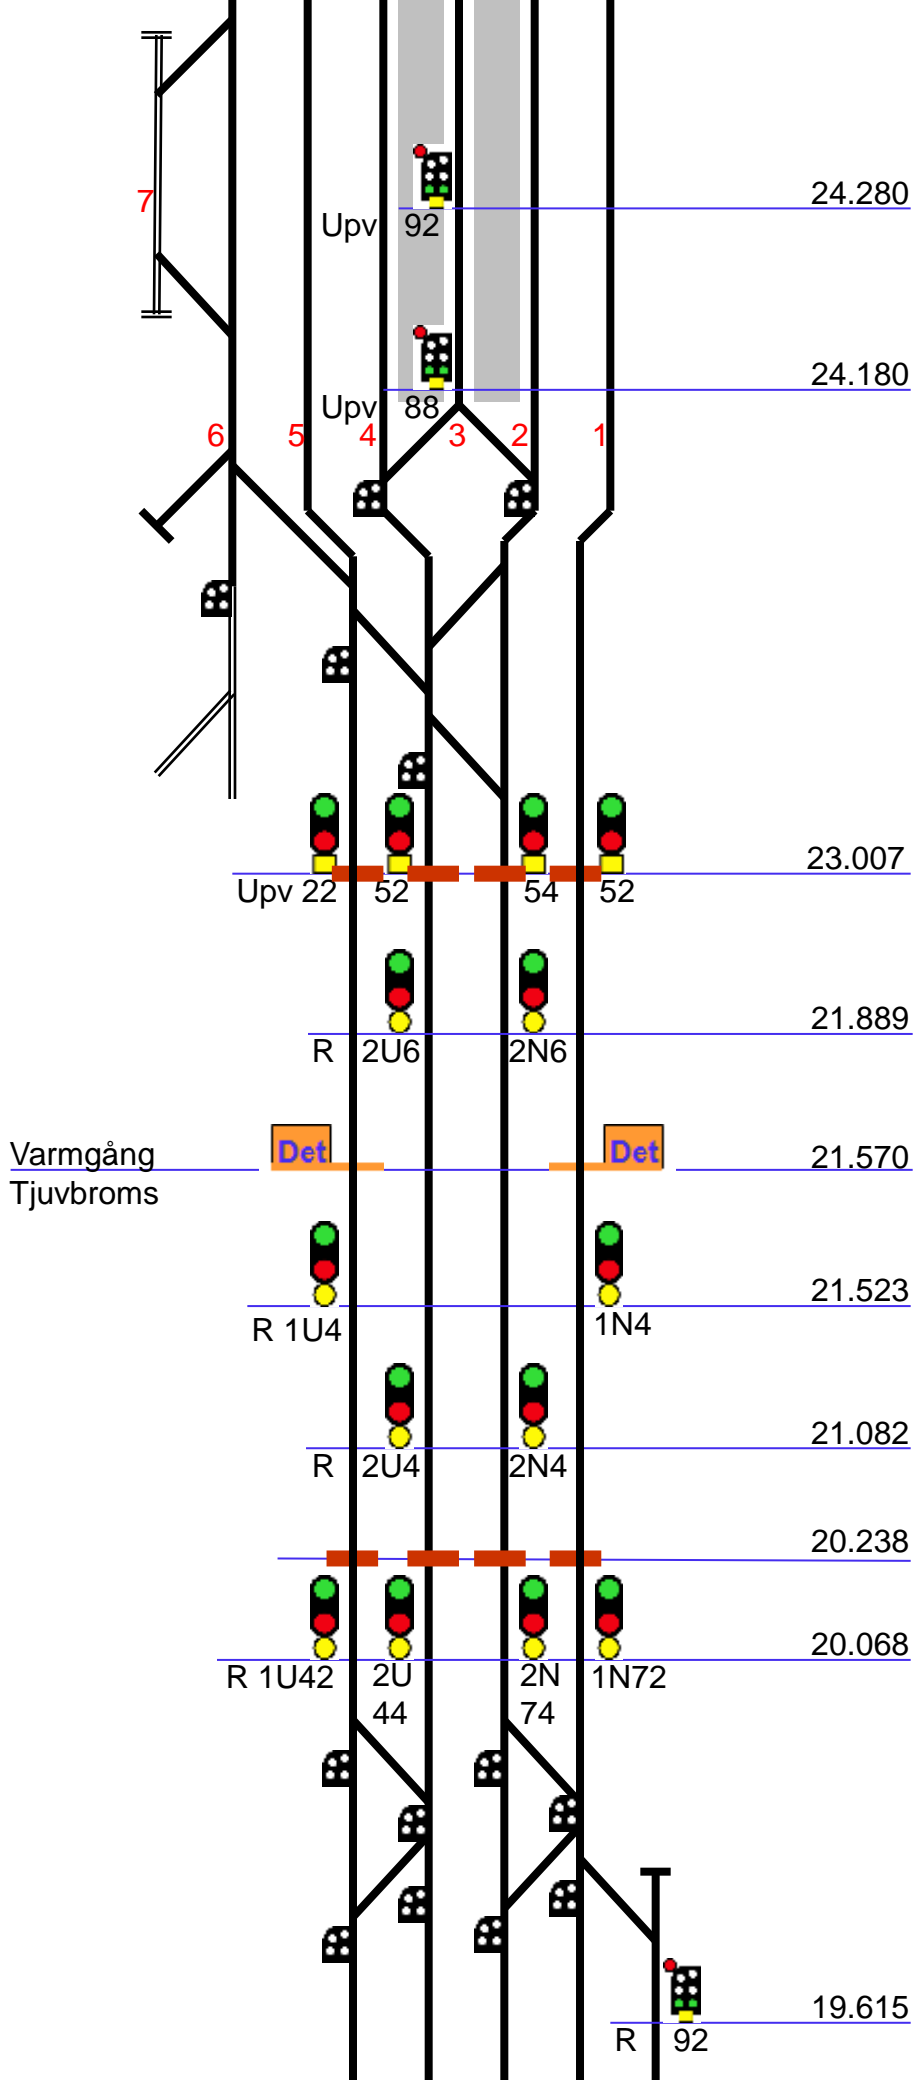 7
24.280
Upv 92
24.180
Upv 88
6 5 4 3 2 1
23.007
Upv 22 52 54 52
21.889
R 2U6 2N6
Varmgång Det Det 21.570
Tjuvbroms
21.523
R 1U4 1N4
21.082
R 2U4 2N4
20.238
20.068
R 1U42 2U 2N 1N72
44 74
19.615
R 92